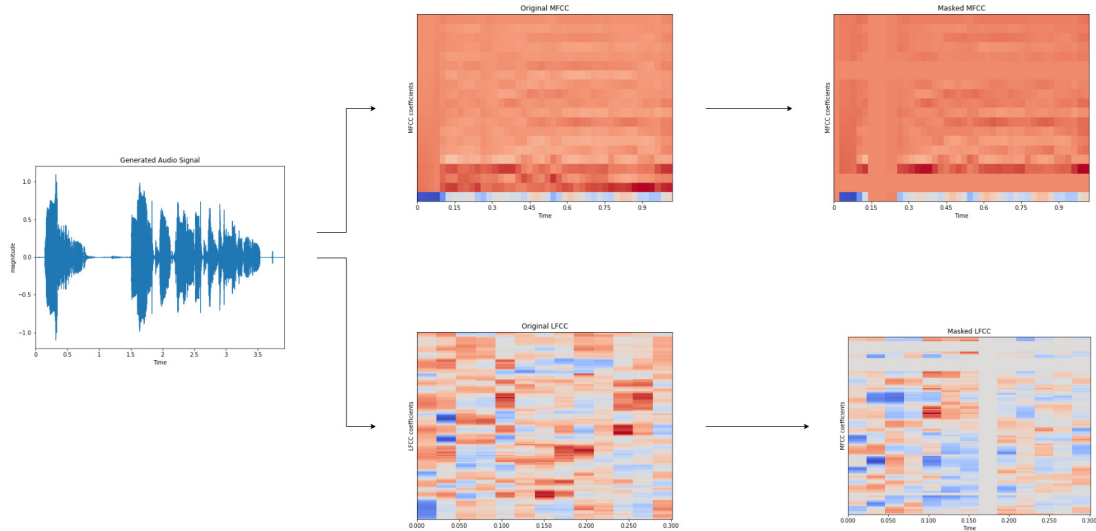 Generated Audio Signal
magnitude
1.0
0.5
0.0
−0.5
−1.0
0 0.5 1 1.5 2 2.5 3 3.5
Time
Original MFCC
MFCC coefficients
0 0.15 0.3 0.45 0.6 0.75 0.9
Time
Masked MFCC
MFCC coefficients
0 0.15 0.3 0.45 0.6 0.75 0.9
Time
Original LFCC
LFCC coefficients
0.000 0.050 0.100 0.150 0.200 0.250 0.300
Masked LFCC
MFCC coefficients
0.000 0.050 0.100 0.150 0.200 0.250 0.300
Time